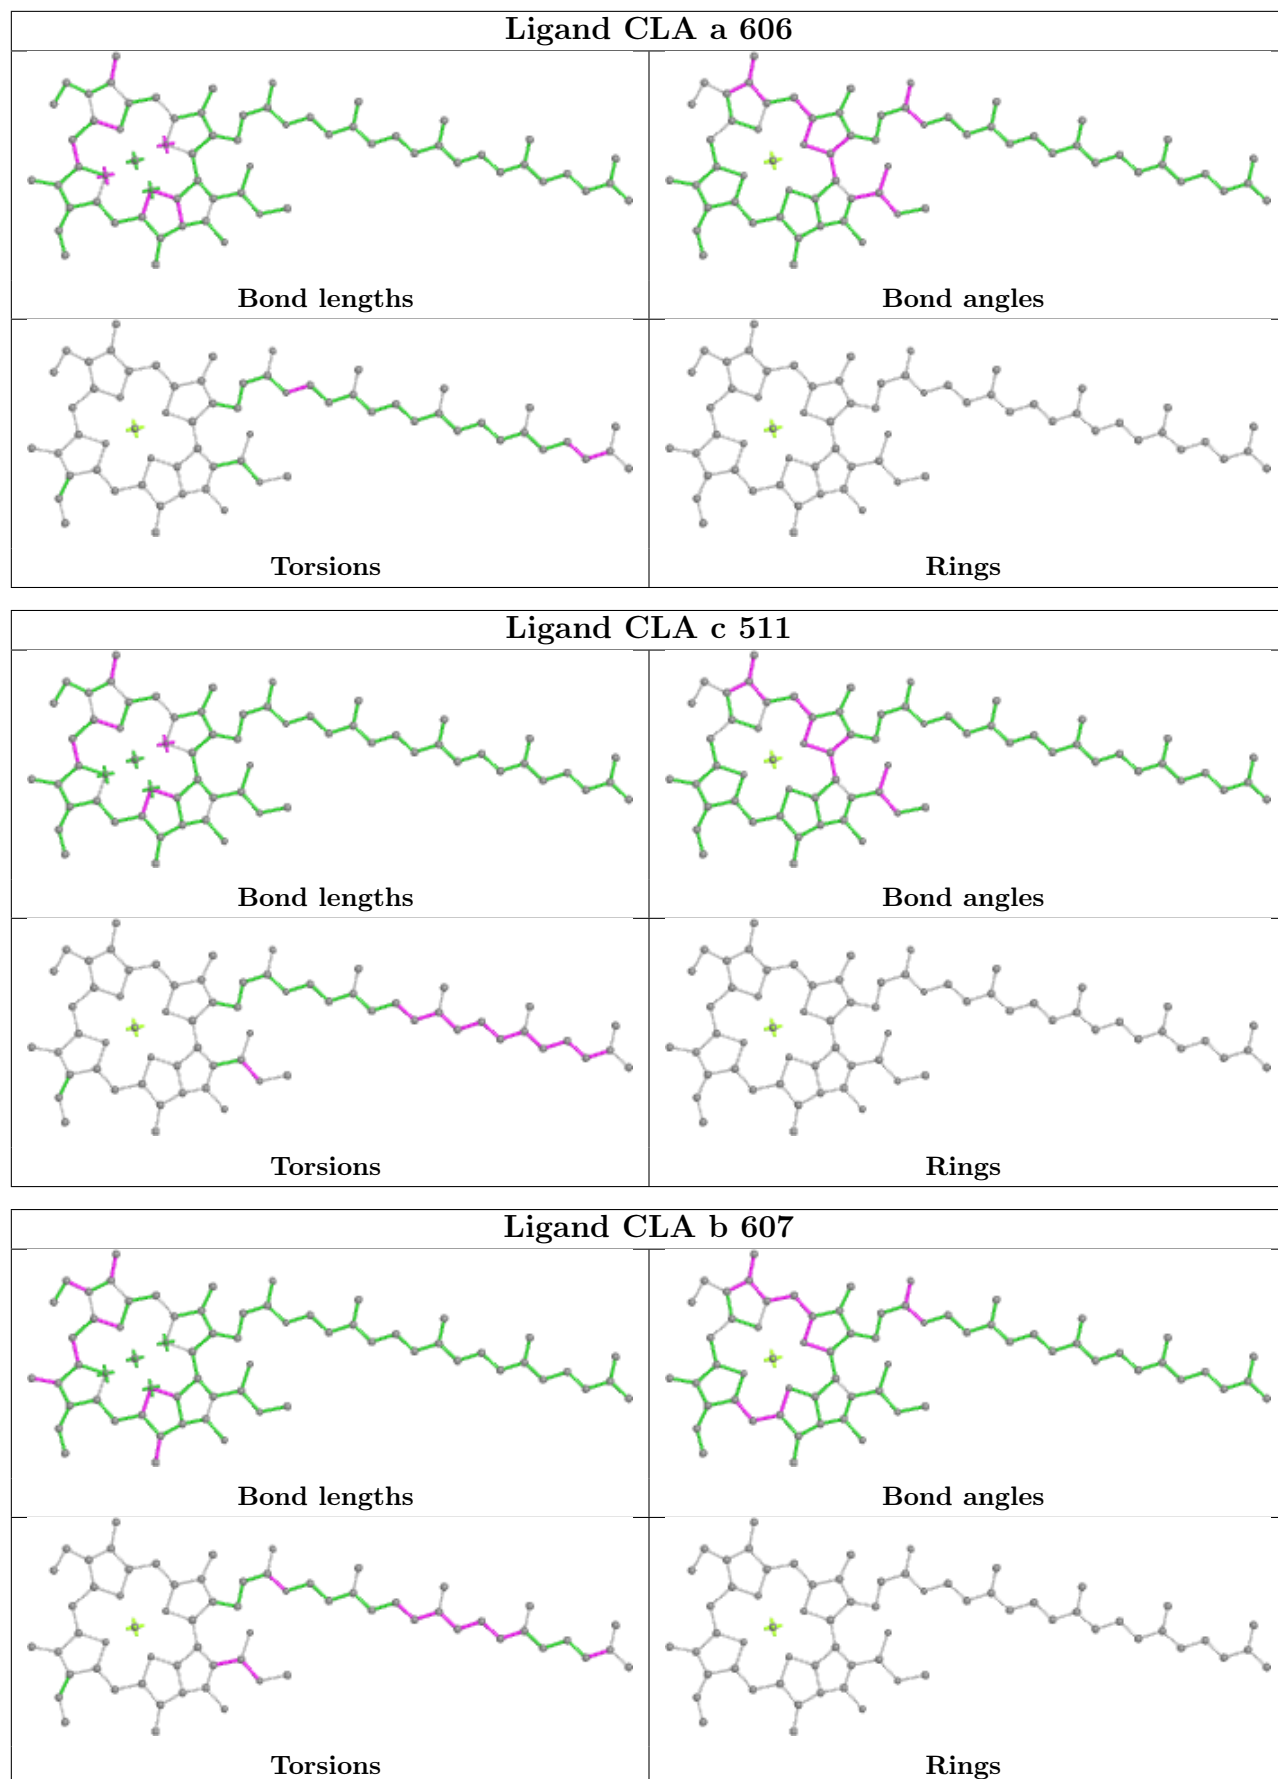 Ligand CLA a 606
Bond lengths
Bond angles
Torsions
Rings
Ligand CLA c 511
Bond lengths
Bond angles
Torsions
Rings
Ligand CLA b 607
Bond lengths
Bond angles
Torsions
Rings